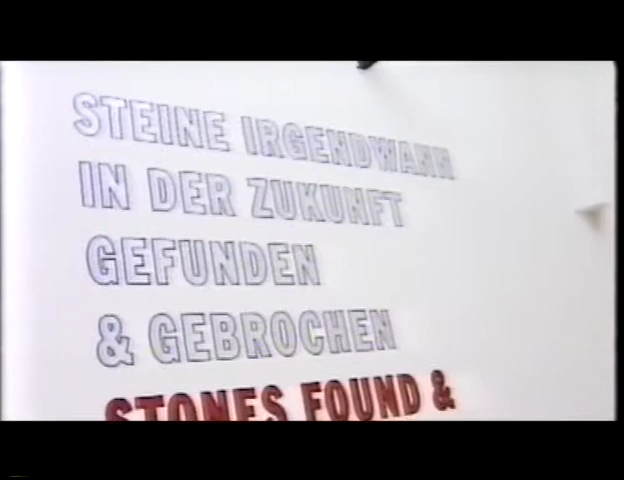 STEINE IRGENDWANN
IN DER ZUKUNFT
GEFUNDEN
& GEBROCHEN
STONES FOUND &